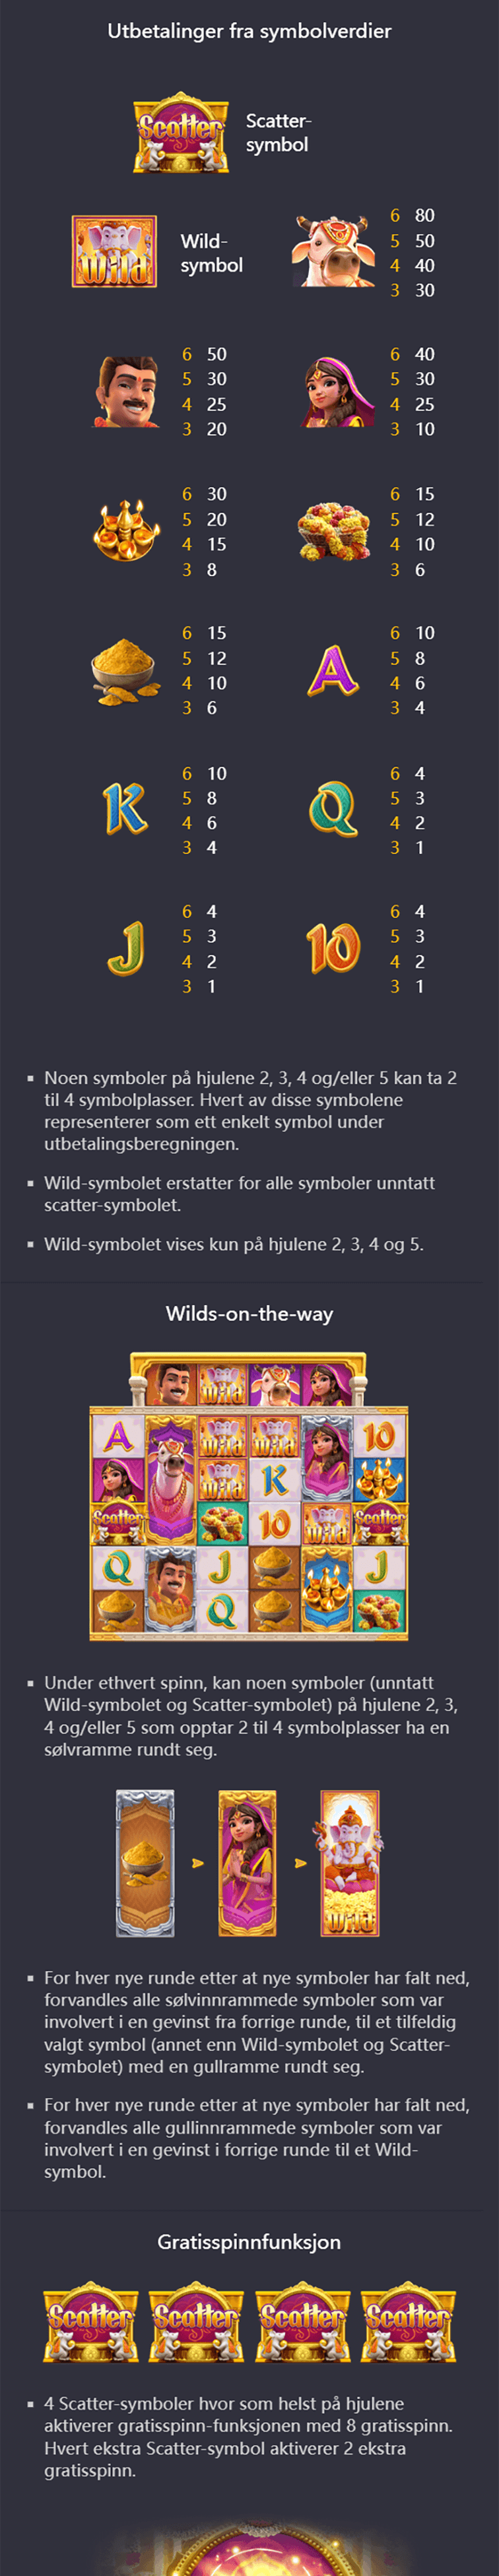 Utbetalinger fra symbolverdier
Scatter
Scatter-
symbol
Wild
Wild-
symbol
6 80
5 50
4 40
3 30
6 50
5 30
4 25
3 20
6 40
5 30
4 25
3 10
6 30
5 20
4 15
3 8
6 15
5 12
4 10
3 6
6 15
5 12
4 10
3 6
A
6 10
5 8
4 6
3 4
K
6 10
5 8
4 6
3 4
Q
6 4
5 3
4 2
3 1
J
6 4
5 3
4 2
3 1
10
6 4
5 3
4 2
3 1
▪ Noen symboler på hjulene 2, 3, 4 og/eller 5 kan ta 2
til 4 symbolplasser. Hvert av disse symbolene
representerer som ett enkelt symbol under
utbetalingsberegningen.
▪ Wild-symbolet erstatter for alle symboler unntatt
scatter-symbolet.
▪ Wild-symbolet vises kun på hjulene 2, 3, 4 og 5.
Wilds-on-the-way
Wild
A Wild Wild 10
Wild K
Scatter 10 Wild Scatter
Q J J
Q
▪ Under ethvert spinn, kan noen symboler (unntatt
Wild-symbolet og Scatter-symbolet) på hjulene 2, 3,
4 og/eller 5 som opptar 2 til 4 symbolplasser ha en
sølvramme rundt seg.
Wild
▪ For hver nye runde etter at nye symboler har falt ned,
forvandles alle sølvinnrammede symboler som var
involvert i en gevinst fra forrige runde, til et tilfeldig
valgt symbol (annet enn Wild-symbolet og Scatter-
symbolet) med en gullramme rundt seg.
▪ For hver nye runde etter at nye symboler har falt ned,
forvandles alle gullinnrammede symboler som var
involvert i en gevinst i forrige runde til et Wild-
symbol.
Gratisspinnfunksjon
Scatter Scatter Scatter Scatter
▪ 4 Scatter-symboler hvor som helst på hjulene
aktiverer gratisspinn-funksjonen med 8 gratisspinn.
Hvert ekstra Scatter-symbol aktiverer 2 ekstra
gratisspinn.